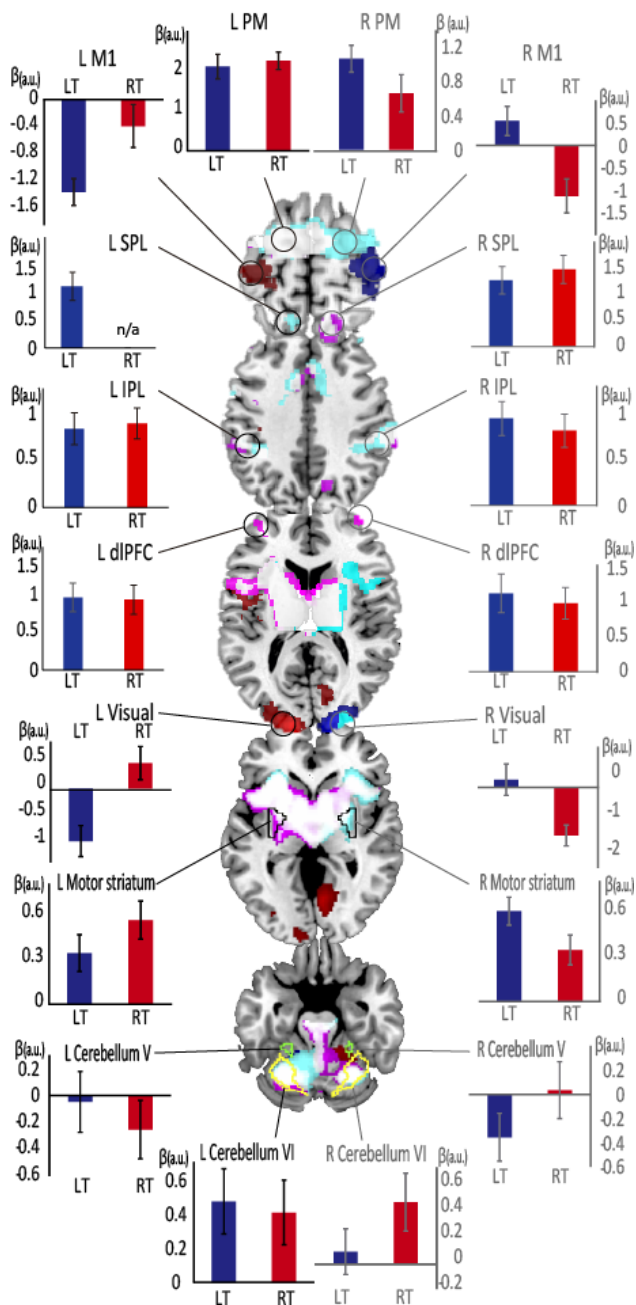 L PM
R PM
L M1
R M1
β(a.u.)
β(a.u.)
β (a.u.)
β(a.u.)
LT
RT
LT
RT
0
-0.4
-0.8
-1.2
-1.6
2
1
0
1.2
0.8
0.4
0
0.5
0
-0.5
-1
-1.5
LT
RT
LT
RT
L SPL
R SPL
β(a.u.)
β(a.u.)
1.5
1
0.5
0
n/a
1.5
1
0.5
0
LT
RT
LT
RT
L IPL
R IPL
β(a.u.)
β(a.u.)
1
0.5
0
1
0.5
0
LT
RT
LT
RT
L dlPFC
R dlPFC
β(a.u.)
β(a.u.)
1.5
1
0.5
0
1.5
1
0.5
0
LT
RT
LT
RT
L Visual
R Visual
β(a.u.)
β(a.u.)
LT
RT
LT
RT
0.5
0
-0.5
-1
0
-1
-2
L Motor striatum
R Motor striatum
β(a.u.)
β(a.u.)
0.6
0.3
0
0.6
0.3
0
LT
RT
LT
RT
L Cerebellum V
R Cerebellum V
β(a.u.)
β(a.u.)
0.2
0
-0.2
-0.4
0.6
0.2
0
-0.2
-0.4
-0.6
LT
RT
LT
RT
L Cerebellum VI
R Cerebellum VI
β(a.u.)
β(a.u.)
0.6
0.4
0.2
0
0.6
0.4
0.2
0
-0.2
LT
RT
LT
RT